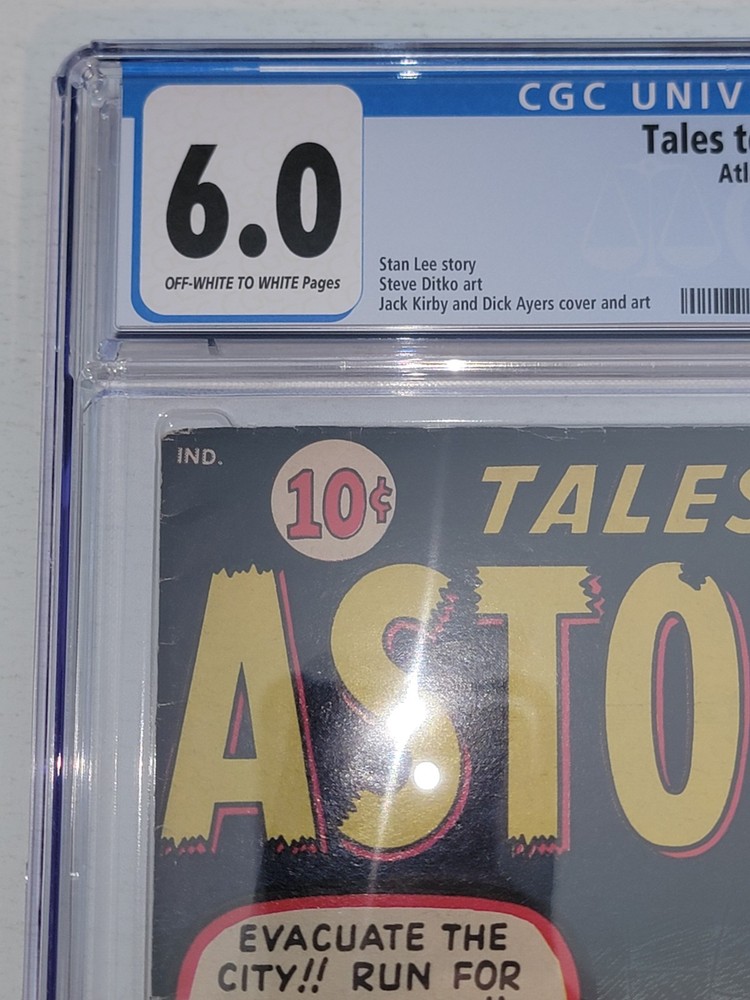 CGC UNIV
6.0
OFF-WHITE TO WHITE Pages
Tales t
Atl
Stan Lee story
Steve Ditko art
Jack Kirby and Dick Ayers cover and art
IND.
10¢
TALES
ASTO
EVACUATE THE
CITY!! RUN FOR